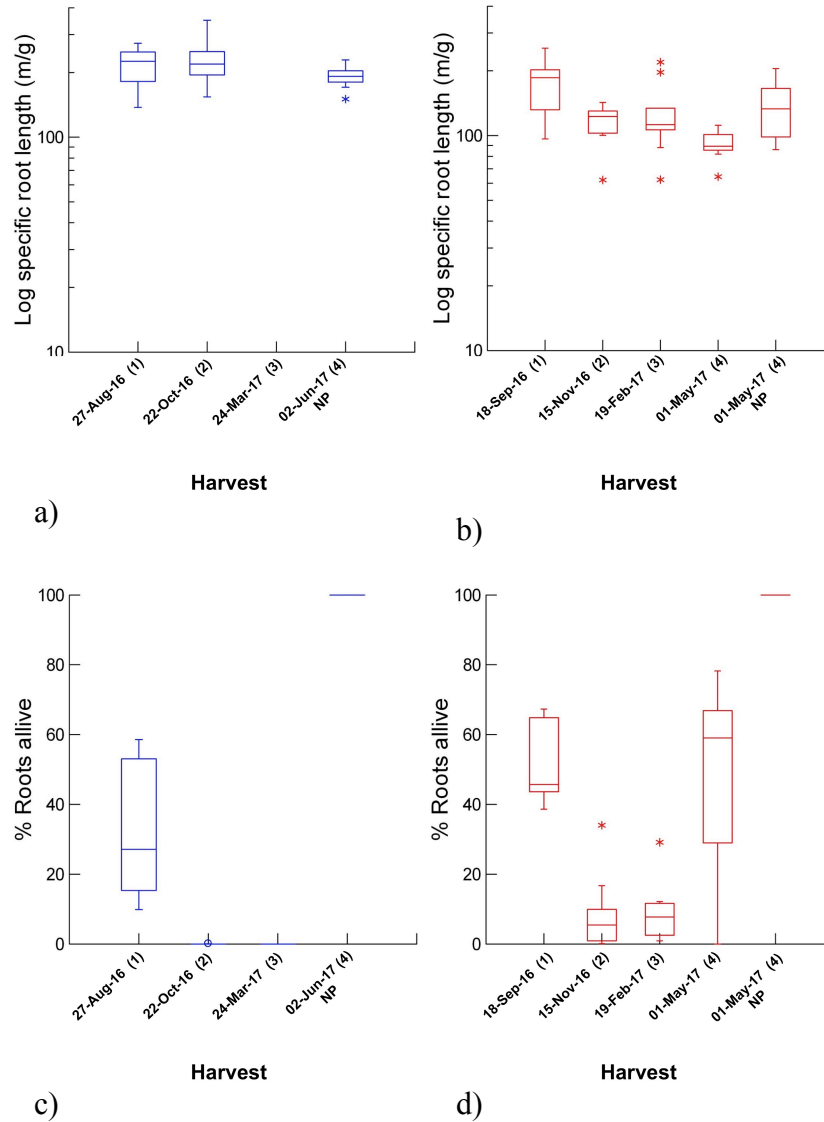 Log specific root length (m/g)
100
10
27-Aug-16 (1)
22-Oct-16 (2)
24-Mar-17 (3)
02-Jun-17 (4)
NP
Harvest
a)
Log specific root length (m/g)
100
10
18-Sep-16 (1)
15-Nov-16 (2)
19-Feb-17 (3)
01-May-17 (4)
01-May-17 (4)
NP
Harvest
b)
% Roots allive
100
80
60
40
20
0
27-Aug-16 (1)
22-Oct-16 (2)
24-Mar-17 (3)
02-Jun-17 (4)
NP
Harvest
c)
% Roots allive
100
80
60
40
20
0
18-Sep-16 (1)
15-Nov-16 (2)
19-Feb-17 (3)
01-May-17 (4)
01-May-17 (4)
NP
Harvest
d)